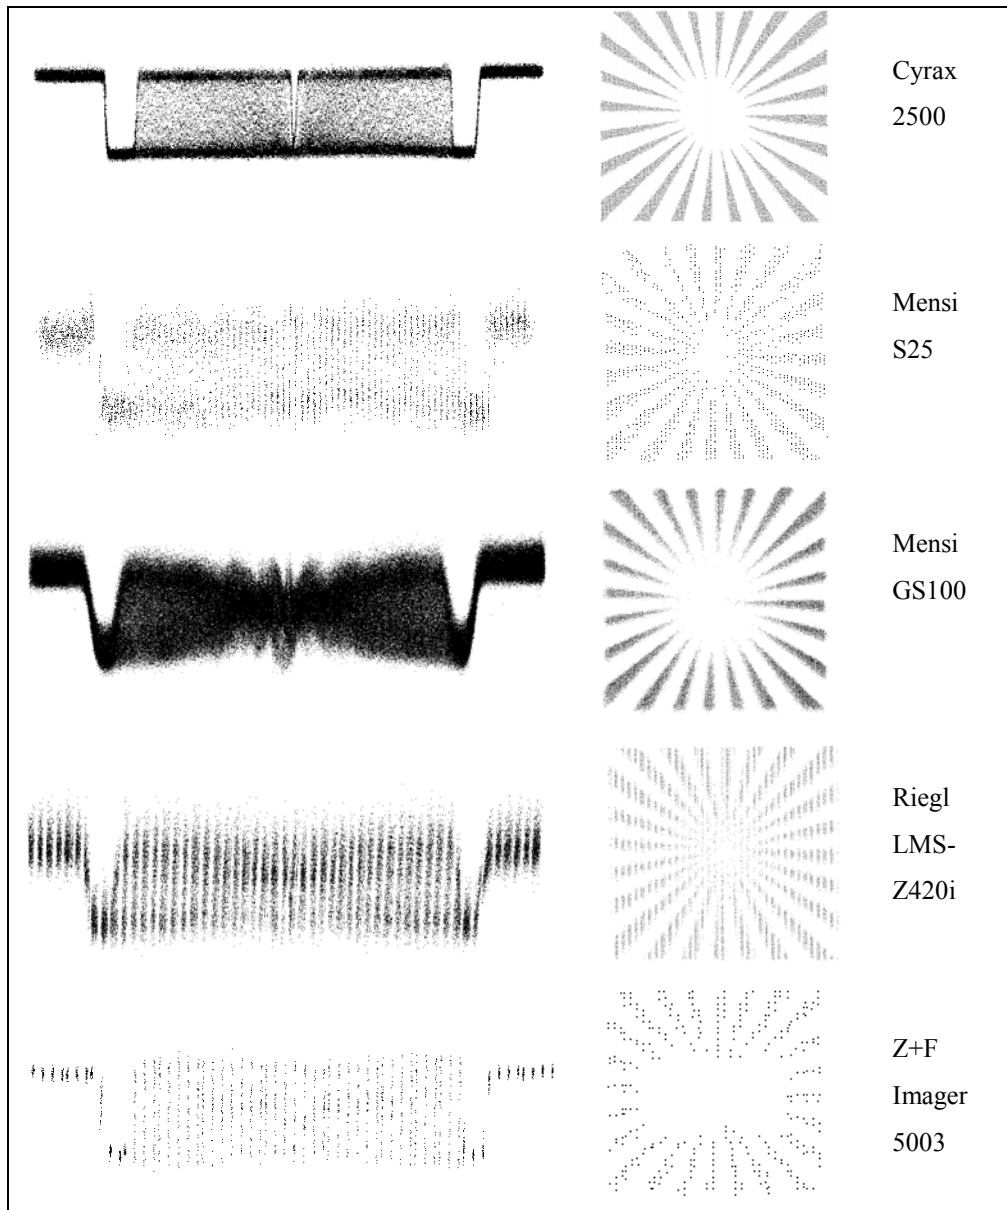 Cyrax
2500
Mensi
S25
Mensi
GS100
Riegl
LMS-
Z420i
Z+F
Imager
5003